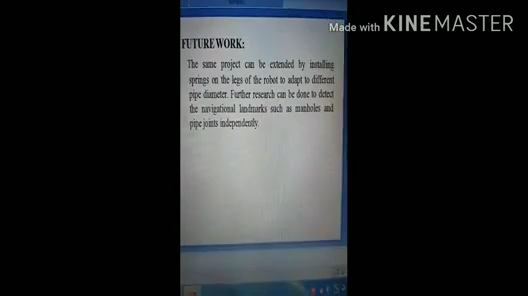 Made with KINEMASTER
FUTURE WORK:
The same project can be extended by installing
springs on the legs of the robot to adapt to different
pipe diameter. Further research can be done to detect
the navigational landmarks such as manholes and
pipe joints independently.